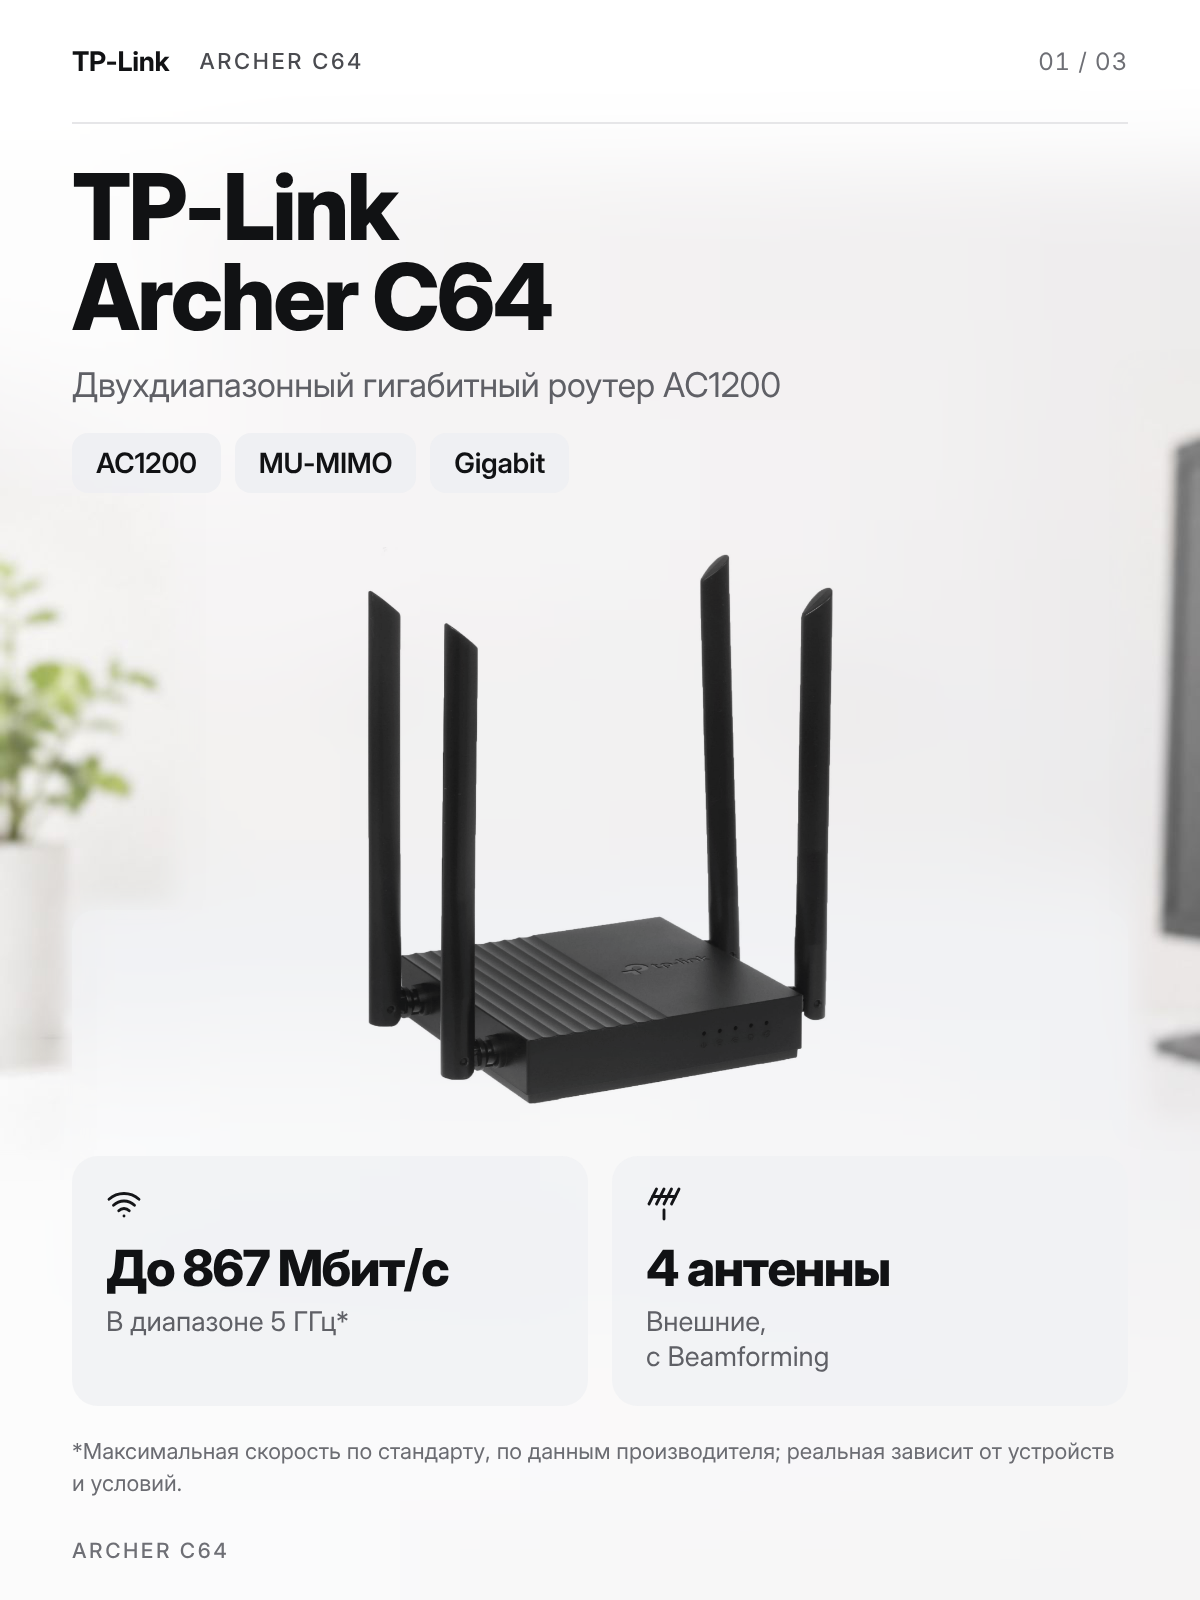 TP-Link ARCHER C64 01 / 03
TP-Link
Archer C64
Двухдиапазонный гигабитный роутер AC1200
AC1200 MU-MIMO Gigabit
tp-link
До 867 Мбит/с
В диапазоне 5 ГГц*
4 антенны
Внешние,
с Beamforming
*Максимальная скорость по стандарту, по данным производителя; реальная зависит от устройств
и условий.
ARCHER C64